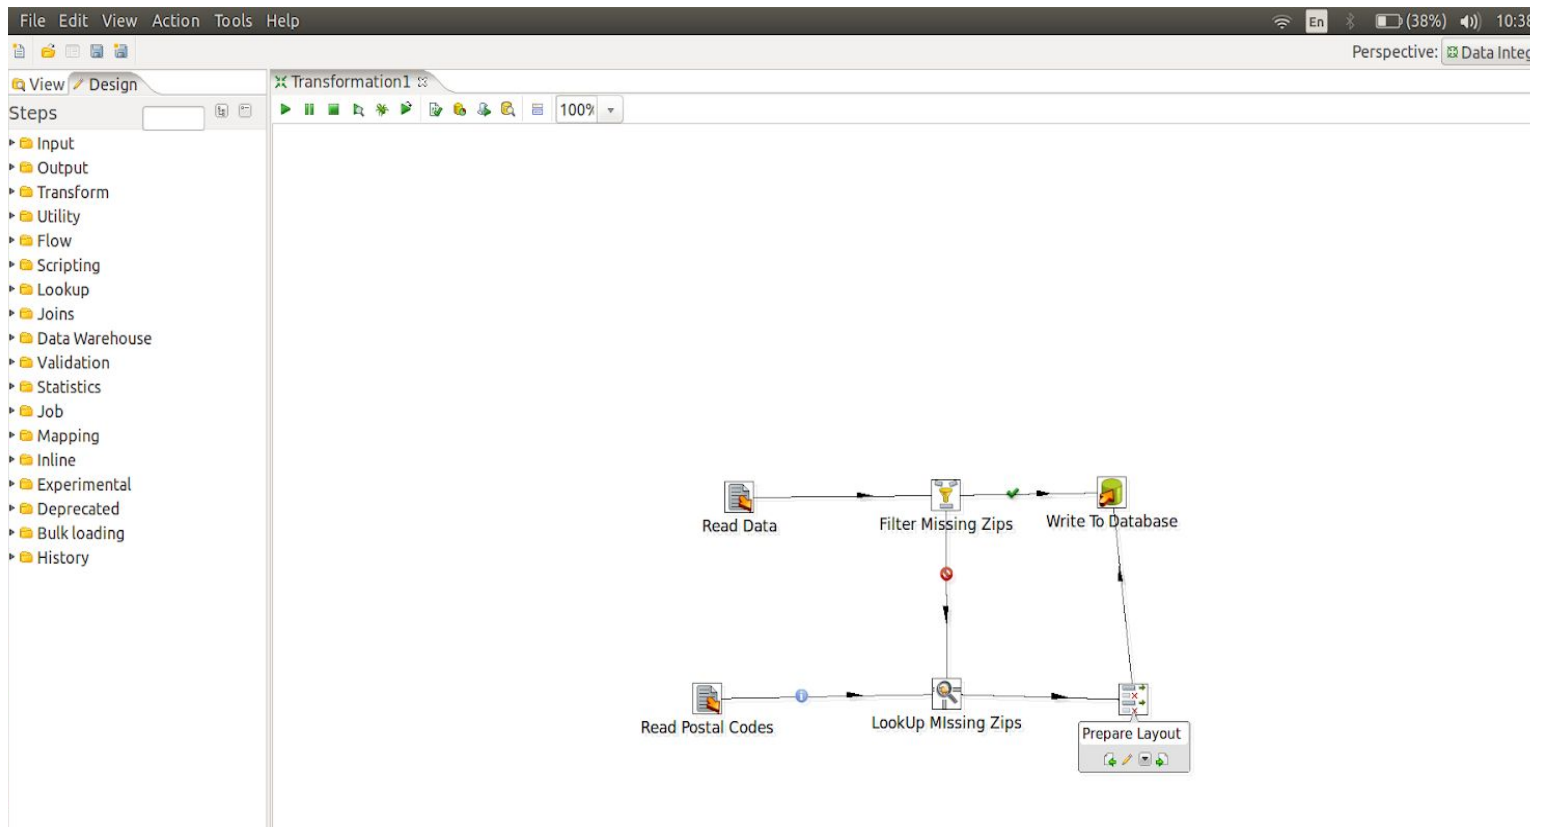 File Edit View Action Tools Help
En (38%) 10:38
Perspective: Data Integ
View Design
Transformation1
Steps
100%
Input
Output
Transform
Utility
Flow
Scripting
Lookup
Joins
Data Warehouse
Validation
Statistics
Job
Mapping
Inline
Experimental
Deprecated
Bulk loading
History
Read Data
Filter Missing Zips
Write To Database
Read Postal Codes
LookUp MIssing Zips
Prepare Layout